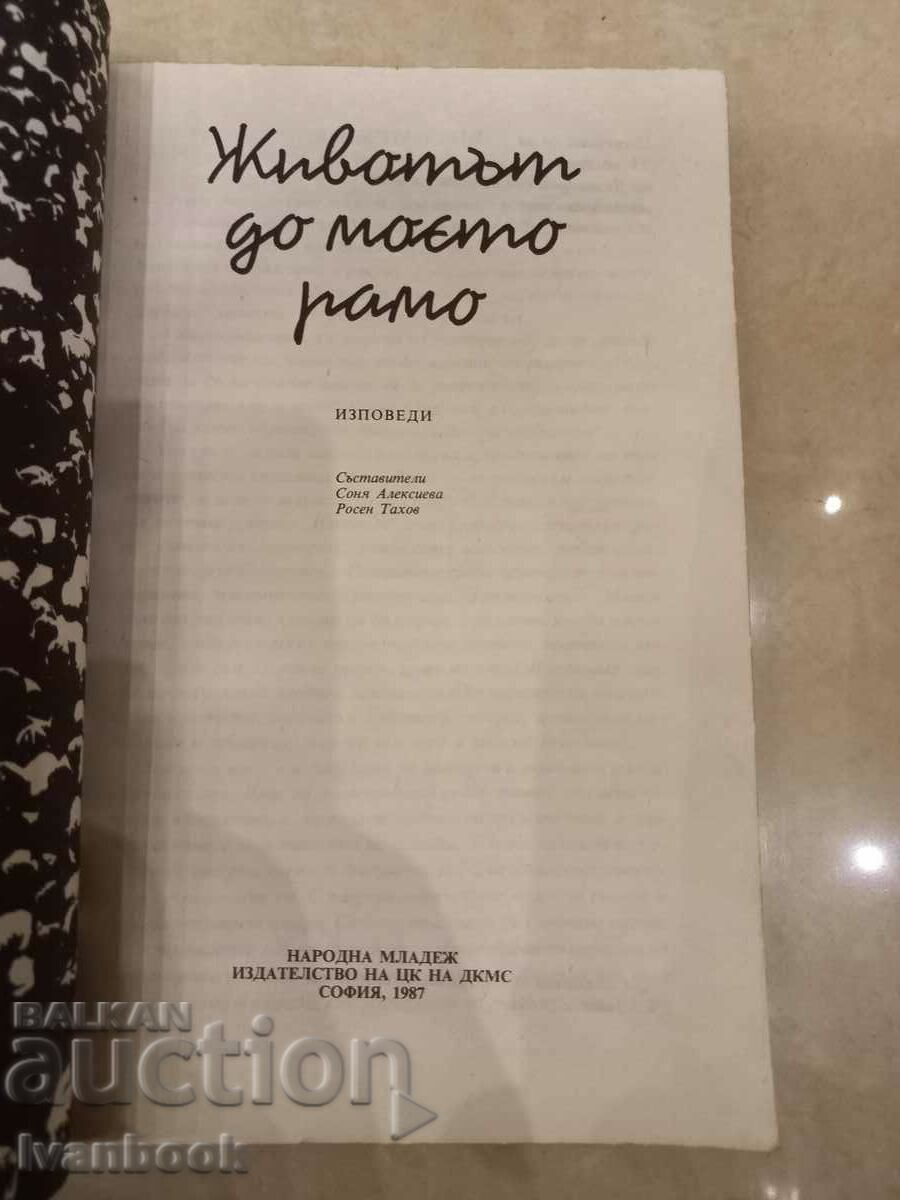 Животът
до моєто
рамо
ИЗПОВЕДИ
Съставители
Соня Алексиева
Росен Тахов
НАРОДНА МЛАДЕЖ
ИЗДАТЕЛСТВО НА ЦК НА ДКМС
СОФИЯ, 1987
BALKAN
auction
Ivanbook